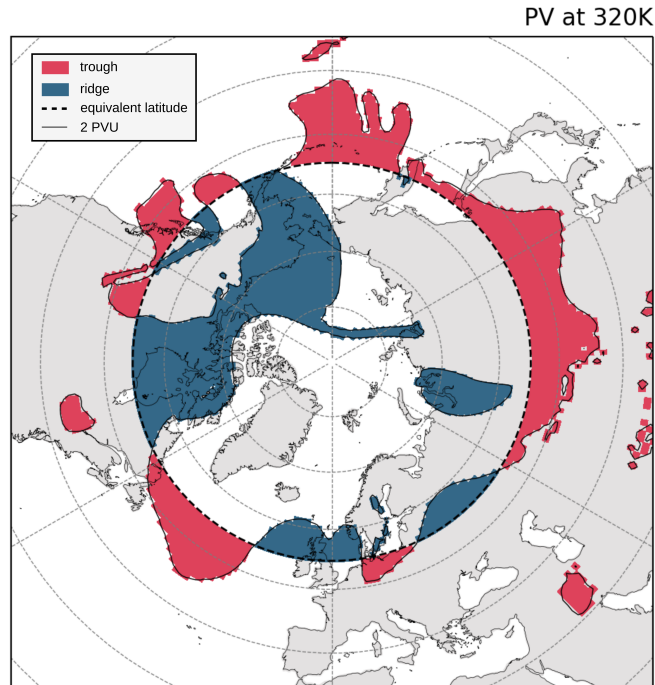 PV at 320K
trough
ridge
equivalent latitude
2 PVU